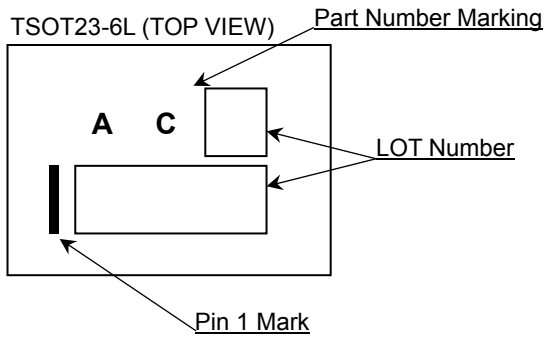 Part Number Marking
TSOT23-6L (TOP VIEW)
A C
LOT Number
Pin 1 Mark